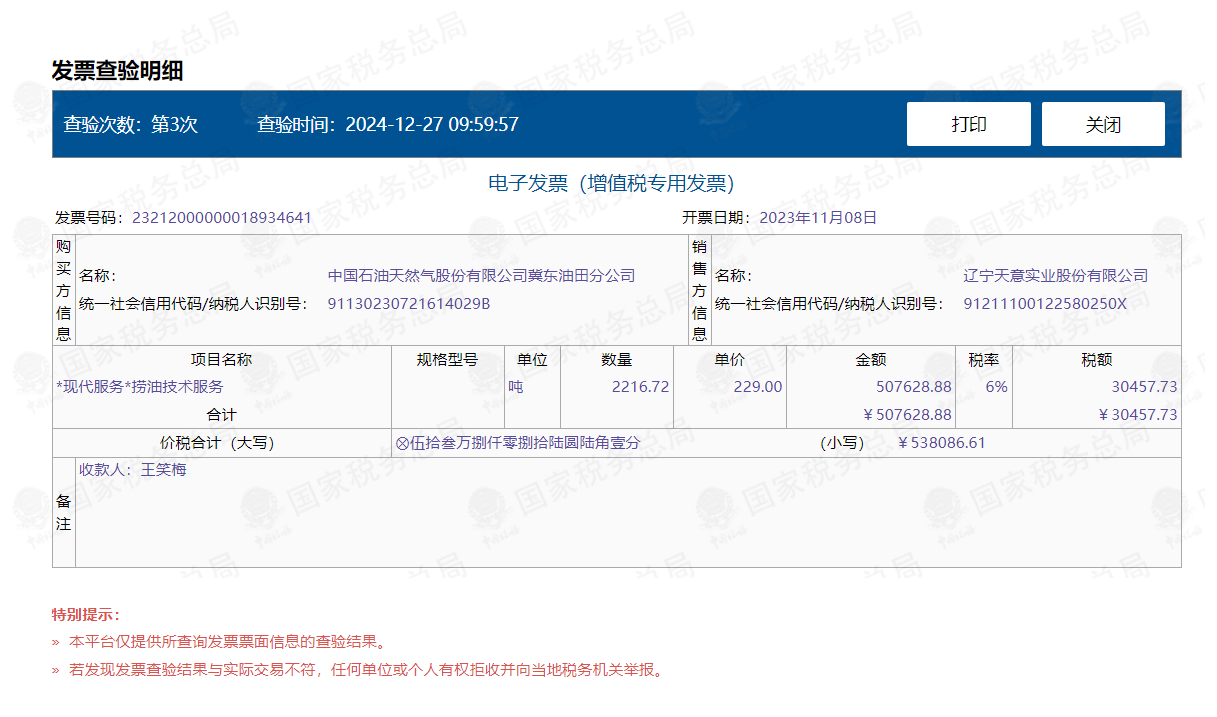 发票查验明细
查验次数：第3次 查验时间：2024-12-27 09:59:57 打印 关闭
电子发票（增值税专用发票）
发票号码：23212000000018934641 开票日期：2023年11月08日
购买方信息 名称： 中国石油天然气股份有限公司冀东油田分公司 销售方信息 名称： 辽宁天意实业股份有限公司
统一社会信用代码/纳税人识别号： 91130230721614029B 统一社会信用代码/纳税人识别号： 91211100122580250X
项目名称 规格型号 单位 数量 单价 金额 税率 税额
*现代服务*捞油技术服务 吨 2216.72 229.00 507628.88 6% 30457.73
合计 ￥507628.88 ￥30457.73
价税合计（大写） ⊗伍拾叁万捌仟零捌拾陆圆陆角壹分 （小写） ￥538086.61
备注 收款人：王笑梅
特别提示：
» 本平台仅提供所查询发票票面信息的查验结果。
» 若发现发票查验结果与实际交易不符，任何单位或个人有权拒收并向当地税务机关举报。
国家税务总局